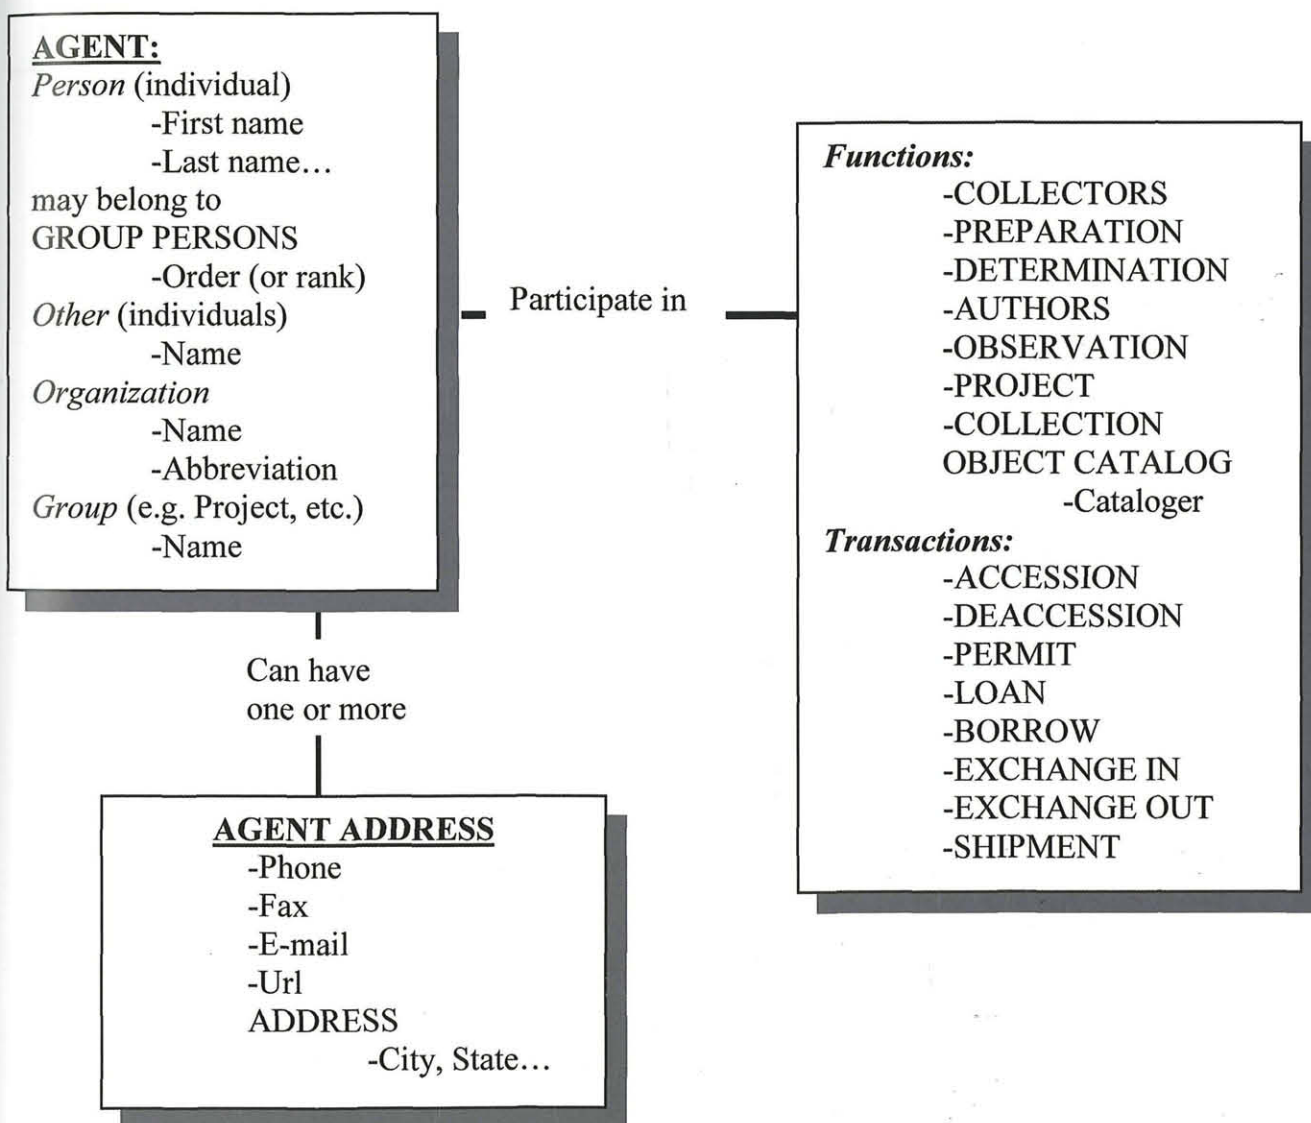 AGENT:
Person (individual)
-First name
-Last name…
may belong to
GROUP PERSONS
-Order (or rank)
Other (individuals)
-Name
Organization
-Name
-Abbreviation
Group (e.g. Project, etc.)
-Name
Participate in
Functions:
-COLLECTORS
-PREPARATION
-DETERMINATION
-AUTHORS
-OBSERVATION
-PROJECT
-COLLECTION
OBJECT CATALOG
-Cataloger
Transactions:
-ACCESSION
-DEACCESSION
-PERMIT
-LOAN
-BORROW
-EXCHANGE IN
-EXCHANGE OUT
-SHIPMENT
Can have
one or more
AGENT ADDRESS
-Phone
-Fax
-E-mail
-Url
ADDRESS
-City, State…